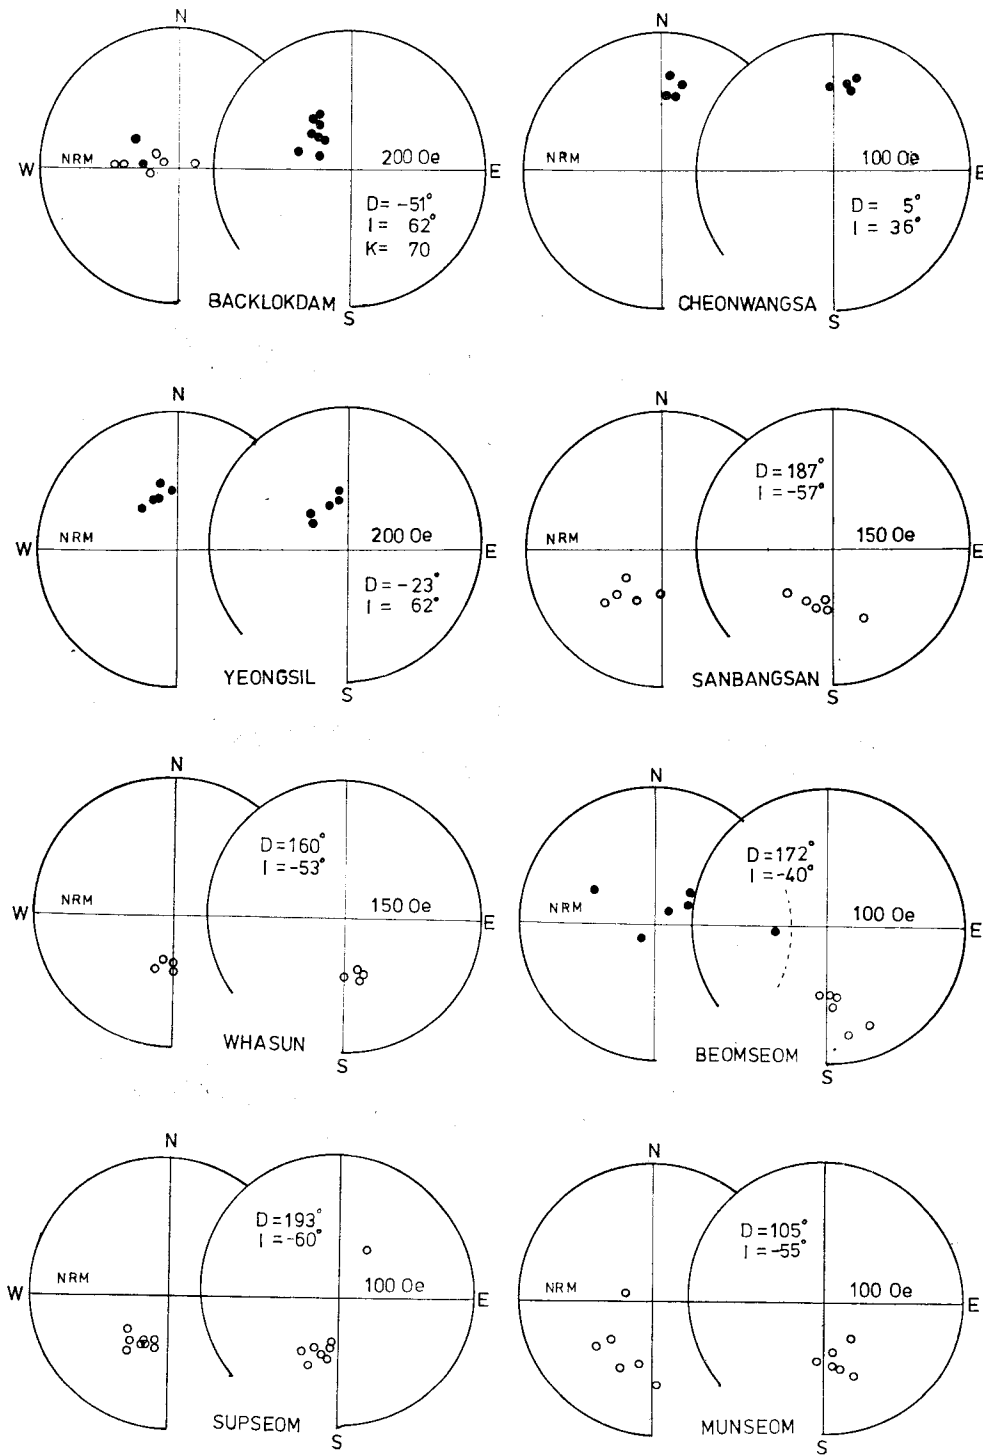 N
W
NRM
200 Oe
E
D= -51°
I= 62°
K= 70
BACKLOKDAM
S
N
NRM
100 Oe
E
D= 5°
I= 36°
CHEONWANGSA
S
N
W
NRM
200 Oe
E
D= -23°
I= 62°
YEONGSIL
S
N
D=187°
I=-57°
NRM
150 Oe
E
SANBANGSAN
S
N
D=160°
I=-53°
W
NRM
150 Oe
E
WHASUN
S
N
D=172°
I=-40°
NRM
100 Oe
E
BEOMSEOM
S
N
D=193°
I=-60°
W
NRM
100 Oe
E
SUPSEOM
S
N
D=105°
I=-55°
NRM
100 Oe
E
MUNSEOM
S